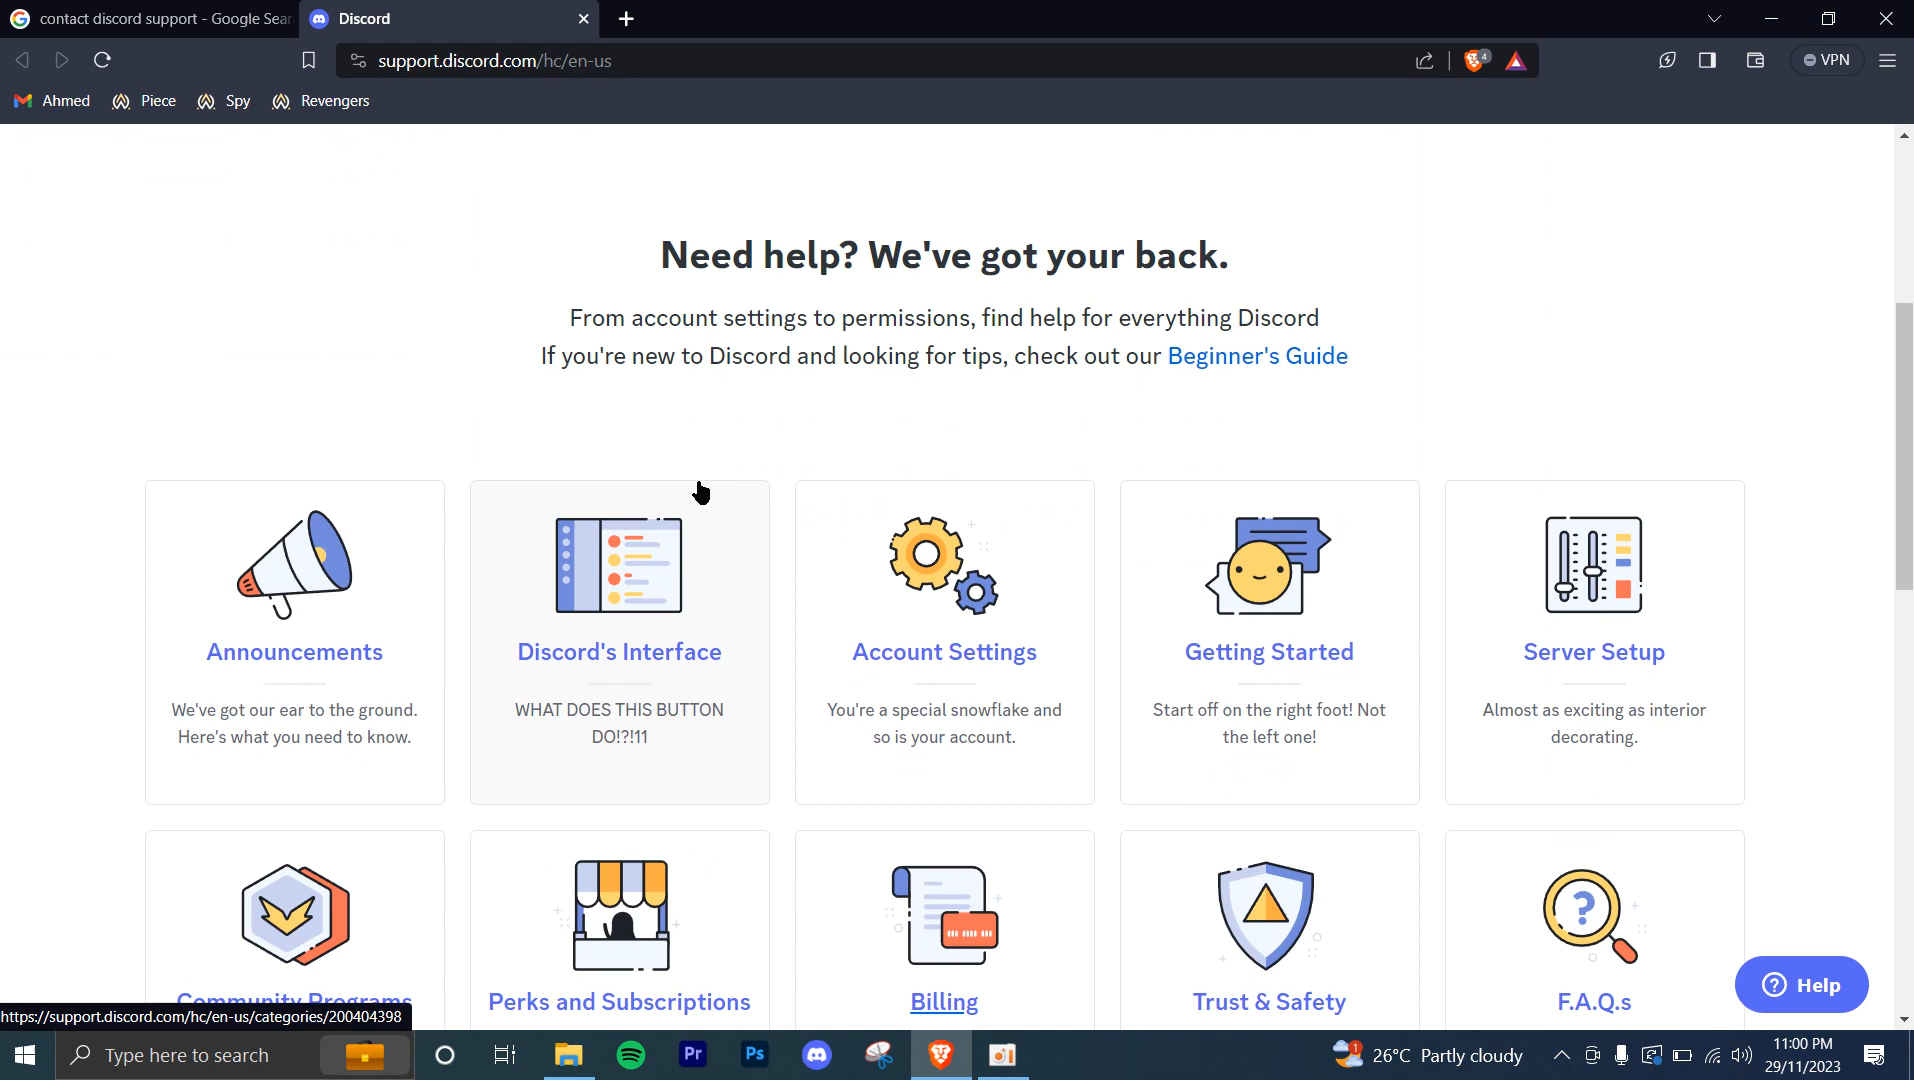 contact discord support - Google Sear
Discord
support.discord.com/hc/en-us
4
VPN
Ahmed
Piece
Spy
Revengers
Need help? We've got your back.
From account settings to permissions, find help for everything Discord
If you're new to Discord and looking for tips, check out our Beginner's Guide
Announcements
We've got our ear to the ground.
Here's what you need to know.
Discord's Interface
WHAT DOES THIS BUTTON
DO!?!11
Account Settings
You're a special snowflake and
so is your account.
Getting Started
Start off on the right foot! Not
the left one!
Server Setup
Almost as exciting as interior
decorating.
Community Programs
Perks and Subscriptions
Billing
Trust & Safety
F.A.Q.s
Help
https://support.discord.com/hc/en-us/categories/200404398
Type here to search
Pr
Ps
1
26°C Partly cloudy
11:00 PM
29/11/2023